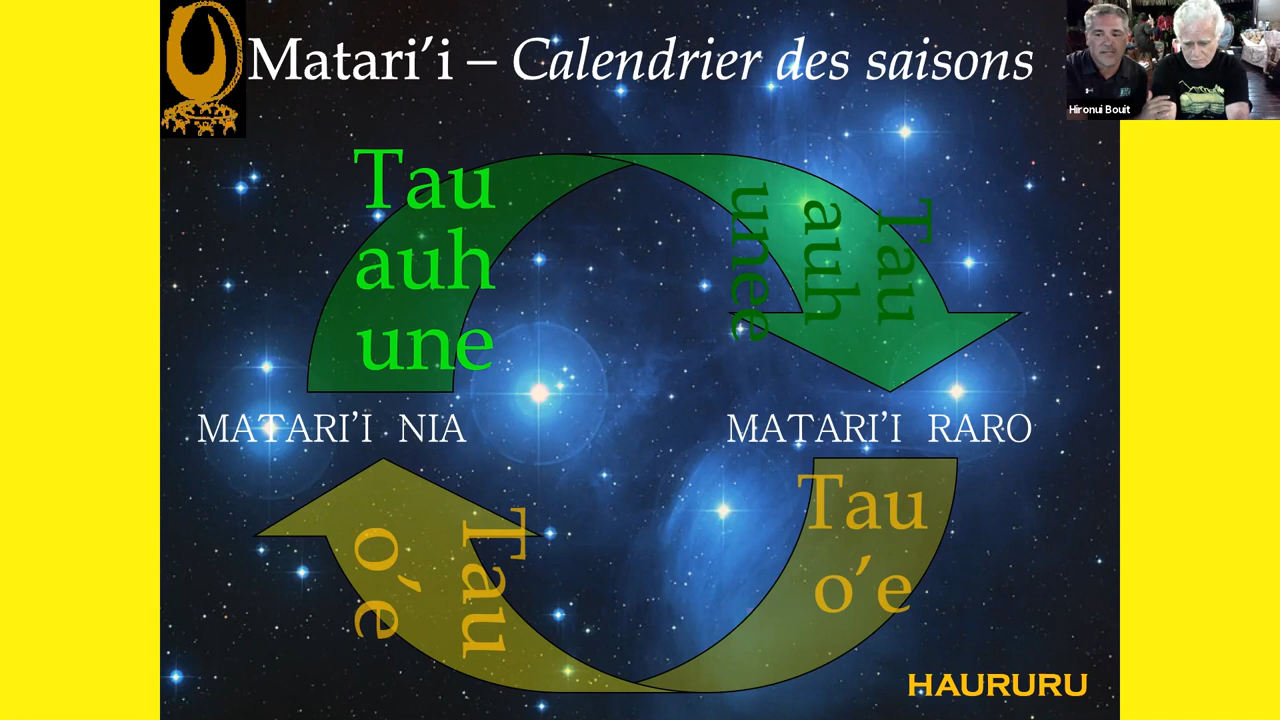 Matari’i – Calendrier des saisons
Hironui Bouit
Tau
auh
une
Tau
auh
unee
MATARI’I NIA
MATARI’I RARO
Tau
o’e
Tau
o’e
HAURURU